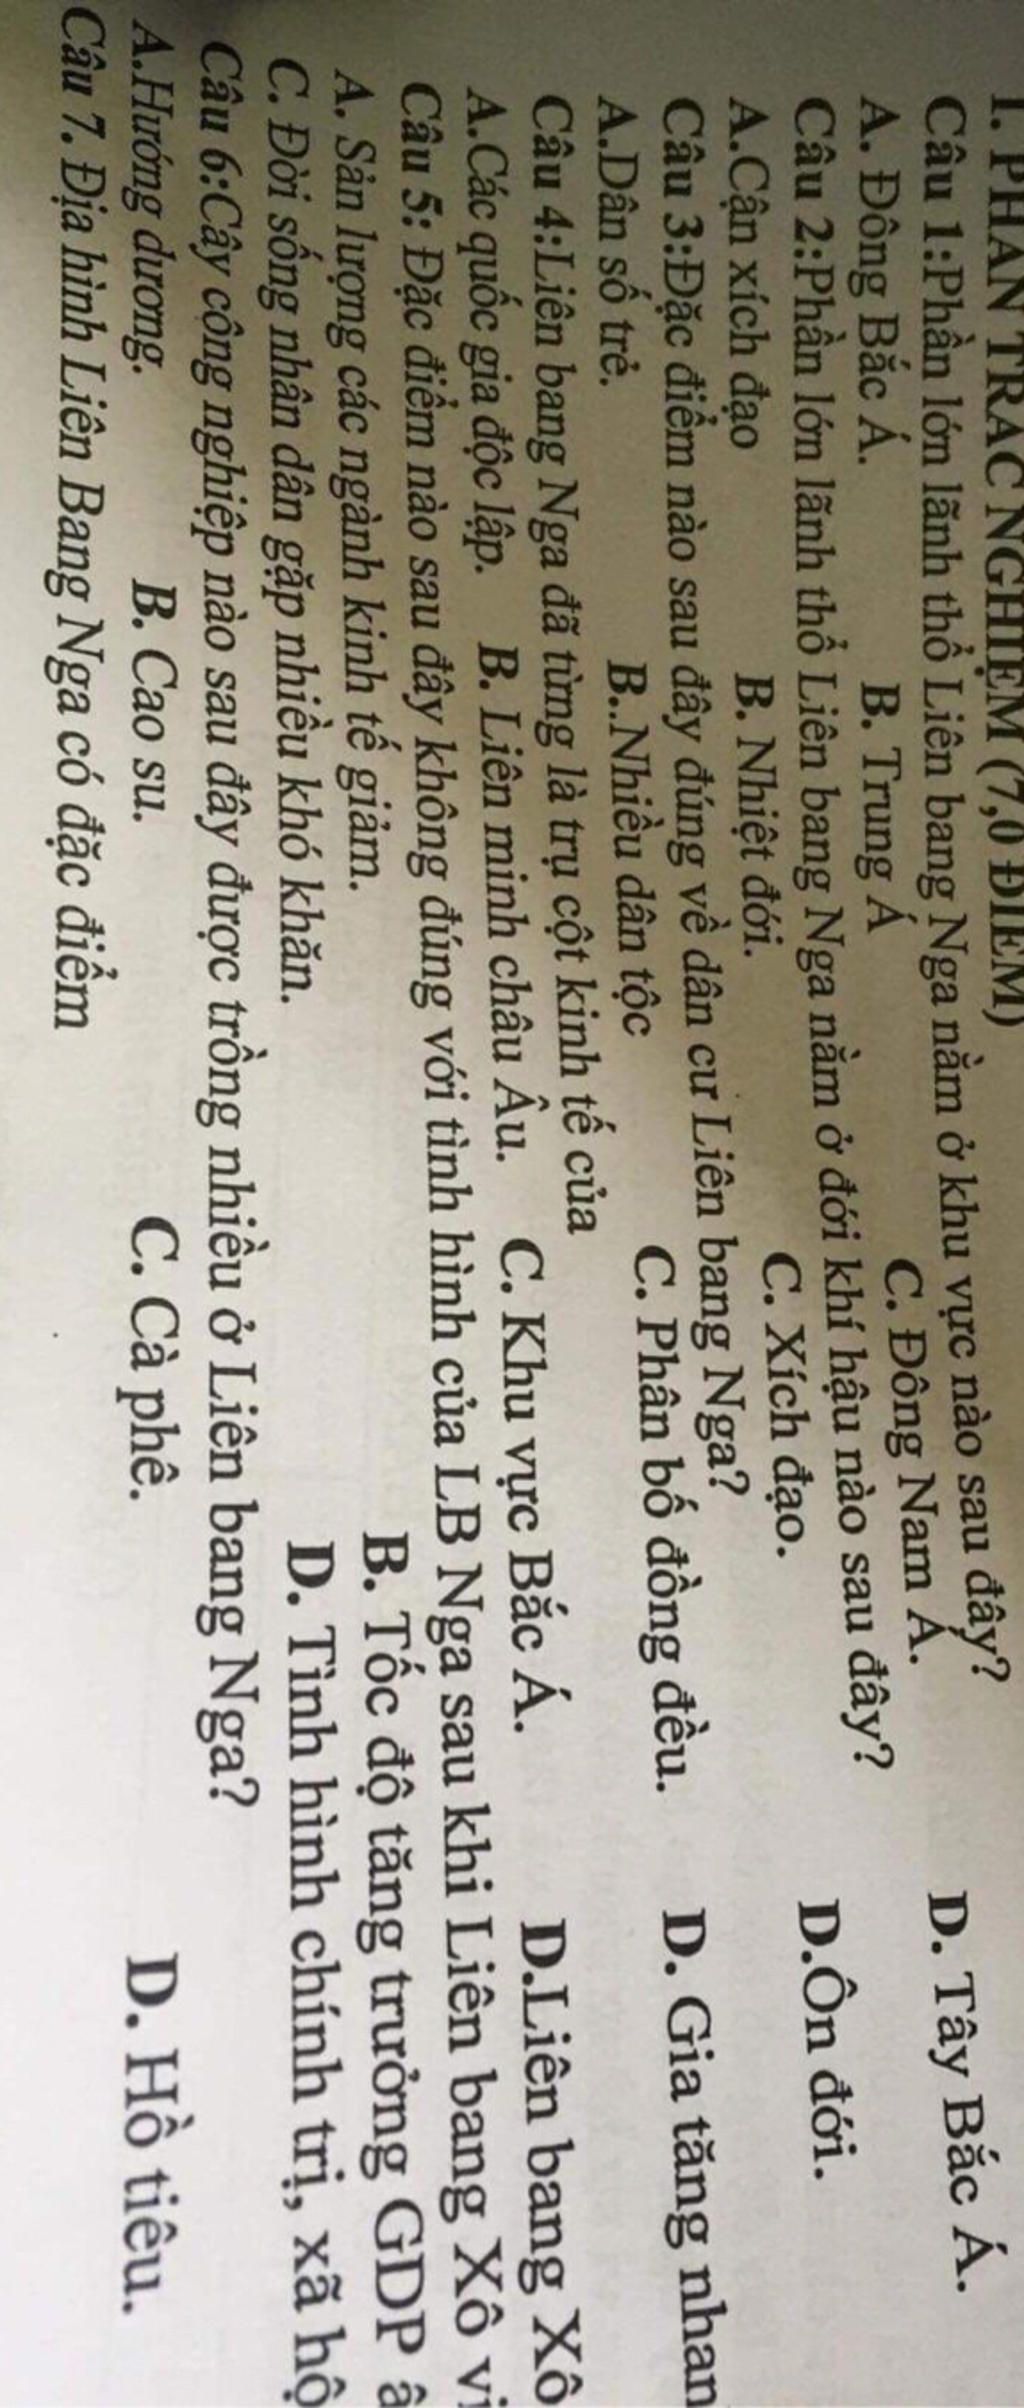 I. PHẦN TRẮC NGHIỆM (7,0 ĐIỂM)
Câu 1:Phần lớn lãnh thổ Liên bang Nga nằm ở khu vực nào sau đây?
A. Đông Bắc Á. B. Trung Á C. Đông Nam Á. D. Tây Bắc Á.
Câu 2:Phần lớn lãnh thổ Liên bang Nga nằm ở đới khí hậu nào sau đây?
A.Cận xích đạo B. Nhiệt đới. C. Xích đạo. D.Ôn đới.
Câu 3:Đặc điểm nào sau đây đúng về dân cư Liên bang Nga?
A.Dân số trẻ. B..Nhiều dân tộc C. Phân bố đồng đều. D. Gia tăng nhan
Câu 4:Liên bang Nga đã từng là trụ cột kinh tế của
A.Các quốc gia độc lập. B. Liên minh châu Âu. C. Khu vực Bắc Á. D.Liên bang Xô
Câu 5: Đặc điểm nào sau đây không đúng với tình hình của LB Nga sau khi Liên bang Xô vi
A. Sản lượng các ngành kinh tế giảm. B. Tốc độ tăng trưởng GDP â
C. Đời sống nhân dân gặp nhiều khó khăn. D. Tình hình chính trị, xã hộ
Câu 6:Cây công nghiệp nào sau đây được trồng nhiều ở Liên bang Nga?
A.Hướng dương. B. Cao su. C. Cà phê. D. Hồ tiêu.
Câu 7. Địa hình Liên Bang Nga có đặc điểm